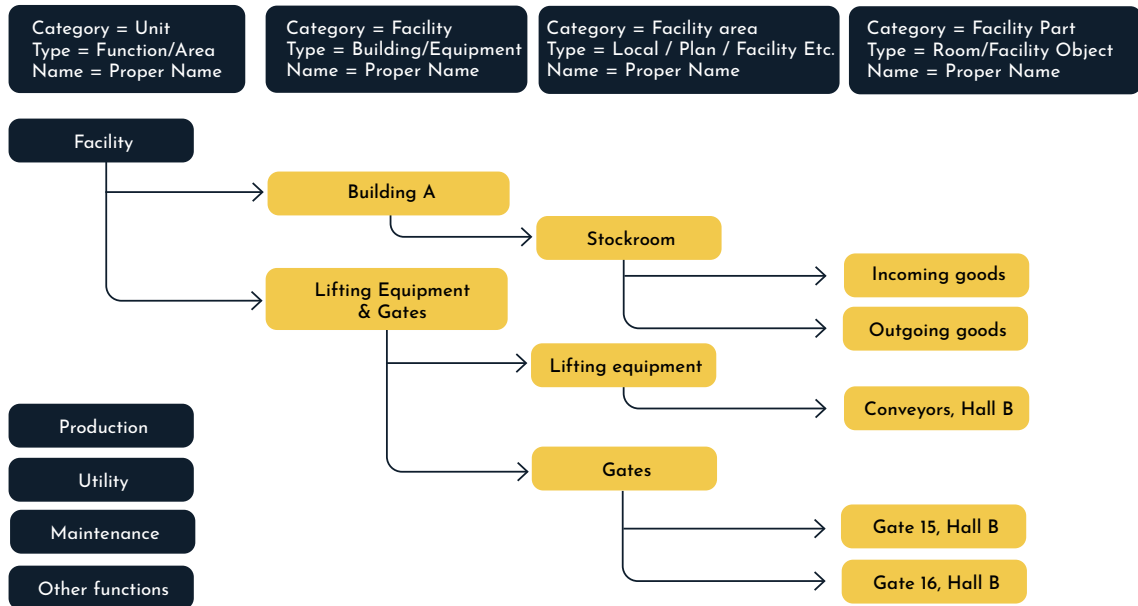 Category = Unit
Type = Function/Area
Name = Proper Name
Category = Facility
Type = Building/Equipment
Name = Proper Name
Category = Facility area
Type = Local / Plan / Facility Etc.
Name = Proper Name
Category = Facility Part
Type = Room/Facility Object
Name = Proper Name
Facility
Building A
Stockroom
Incoming goods
Lifting Equipment
& Gates
Outgoing goods
Lifting equipment
Conveyors, Hall B
Production
Gates
Utility
Gate 15, Hall B
Maintenance
Gate 16, Hall B
Other functions